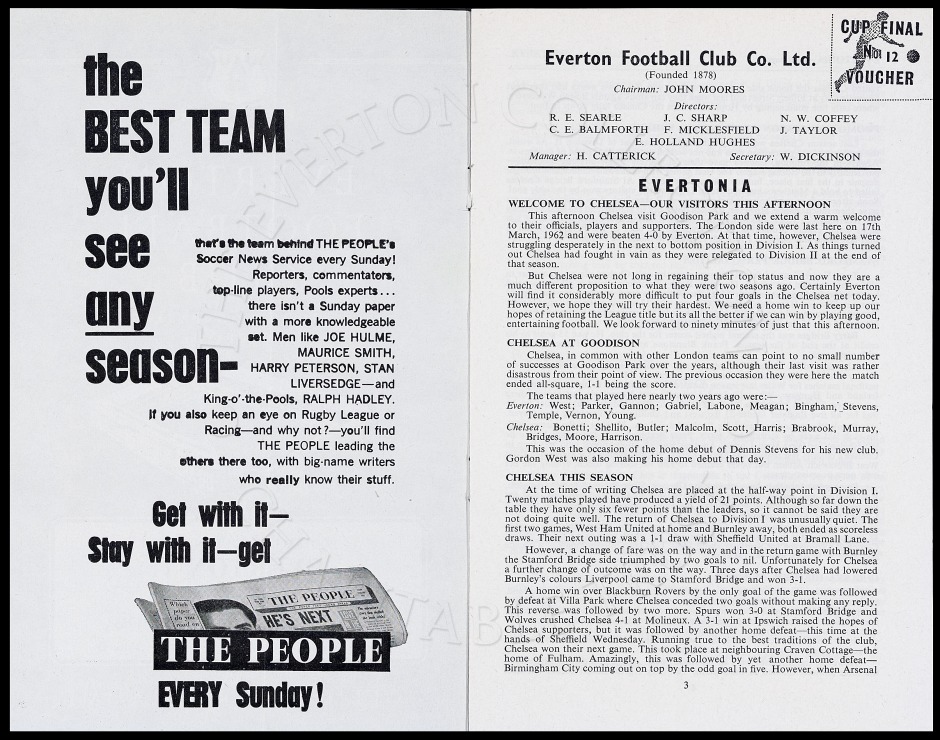 the
BEST TEAM
you'll
see
any
season-
that's the team behind THE PEOPLE's
Soccer News Service every Sunday!
Reporters, commentators,
top-line players, Pools experts...
there isn't a Sunday paper
with a more knowledgeable
set. Men like JOE HULME,
MAURICE SMITH,
HARRY PETERSON, STAN
LIVERSEDGE—and
King-o'-the-Pools, RALPH HADLEY.
If you also keep an eye on Rugby League or
Racing—and why not?—you'll find
THE PEOPLE leading the
others there too, with big-name writers
who really know their stuff.
Get with it—
Stay with it—get
Which
paper
do you
read on
THE PEOPLE
HE'S NEXT
THE PEOPLE
EVERY Sunday!
CUP FINAL
No 12
VOUCHER
Everton Football Club Co. Ltd.
(Founded 1878)
Chairman: JOHN MOORES
Directors:
R. E. SEARLE J. C. SHARP N. W. COFFEY
C. E. BALMFORTH F. MICKLESFIELD J. TAYLOR
E. HOLLAND HUGHES
Manager: H. CATTERICK Secretary: W. DICKINSON
EVERTONIA
WELCOME TO CHELSEA—OUR VISITORS THIS AFTERNOON
This afternoon Chelsea visit Goodison Park and we extend a warm welcome
to their officials, players and supporters. The London side were last here on 17th
March, 1962 and were beaten 4-0 by Everton. At that time, however, Chelsea were
struggling desperately in the next to bottom position in Division I. As things turned
out Chelsea had fought in vain as they were relegated to Division II at the end of
that season.
But Chelsea were not long in regaining their top status and now they are a
much different proposition to what they were two seasons ago. Certainly Everton
will find it considerably more difficult to put four goals in the Chelsea net today.
However, we hope they will try their hardest. We need a home win to keep up our
hopes of retaining the League title but its all the better if we can win by playing good,
entertaining football. We look forward to ninety minutes of just that this afternoon.
CHELSEA AT GOODISON
Chelsea, in common with other London teams can point to no small number
of successes at Goodison Park over the years, although their last visit was rather
disastrous from their point of view. The previous occasion they were here the match
ended all-square, 1-1 being the score.
The teams that played here nearly two years ago were:—
Everton: West; Parker, Gannon; Gabriel, Labone, Meagan; Bingham, Stevens,
Temple, Vernon, Young.
Chelsea: Bonetti; Shellito, Butler; Malcolm, Scott, Harris; Brabrook, Murray,
Bridges, Moore, Harrison.
This was the occasion of the home debut of Dennis Stevens for his new club.
Gordon West was also making his home debut that day.
CHELSEA THIS SEASON
At the time of writing Chelsea are placed at the half-way point in Division I.
Twenty matches played have produced a yield of 21 points. Although so far down the
table they have only six fewer points than the leaders, so it cannot be said they are
not doing quite well. The return of Chelsea to Division I was unusually quiet. The
first two games, West Ham United at home and Burnley away, both ended as scoreless
draws. Their next outing was a 1-1 draw with Sheffield United at Bramall Lane.
However, a change of fare was on the way and in the return game with Burnley
the Stamford Bridge side triumphed by two goals to nil. Unfortunately for Chelsea
a further change of outcome was on the way. Three days after Chelsea had lowered
Burnley's colours Liverpool came to Stamford Bridge and won 3-1.
A home win over Blackburn Rovers by the only goal of the game was followed
by defeat at Villa Park where Chelsea conceded two goals without making any reply.
This reverse was followed by two more. Spurs won 3-0 at Stamford Bridge and
Wolves crushed Chelsea 4-1 at Molineux. A 3-1 win at Ipswich raised the hopes of
Chelsea supporters, but it was followed by another home defeat—this time at the
hands of Sheffield Wednesday. Running true to the best traditions of the club,
Chelsea won their next game. This took place at neighbouring Craven Cottage—the
home of Fulham. Amazingly, this was followed by yet another home defeat—
Birmingham City coming out on top by the odd goal in five. However, when Arsenal
3